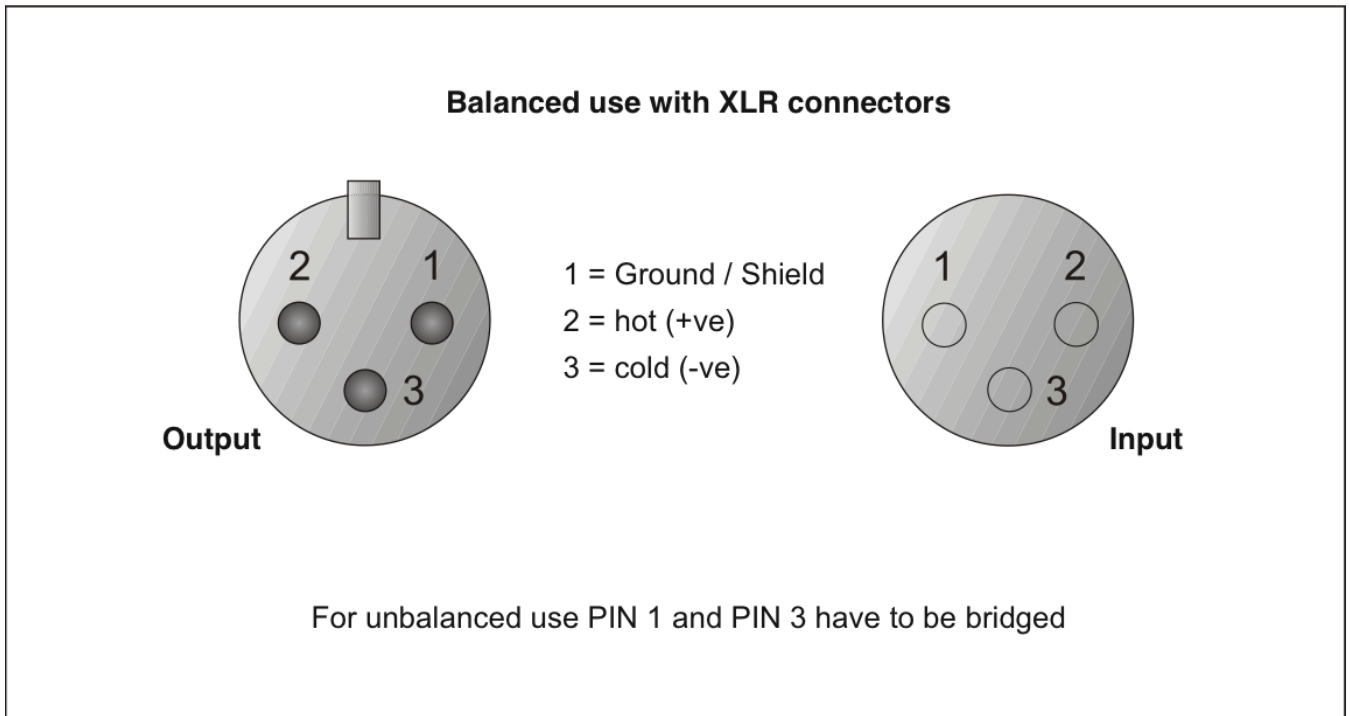 Balanced use with XLR connectors
2 1
3
Output
1 = Ground / Shield
2 = hot (+ve)
3 = cold (-ve)
1 2
3
Input
For unbalanced use PIN 1 and PIN 3 have to be bridged